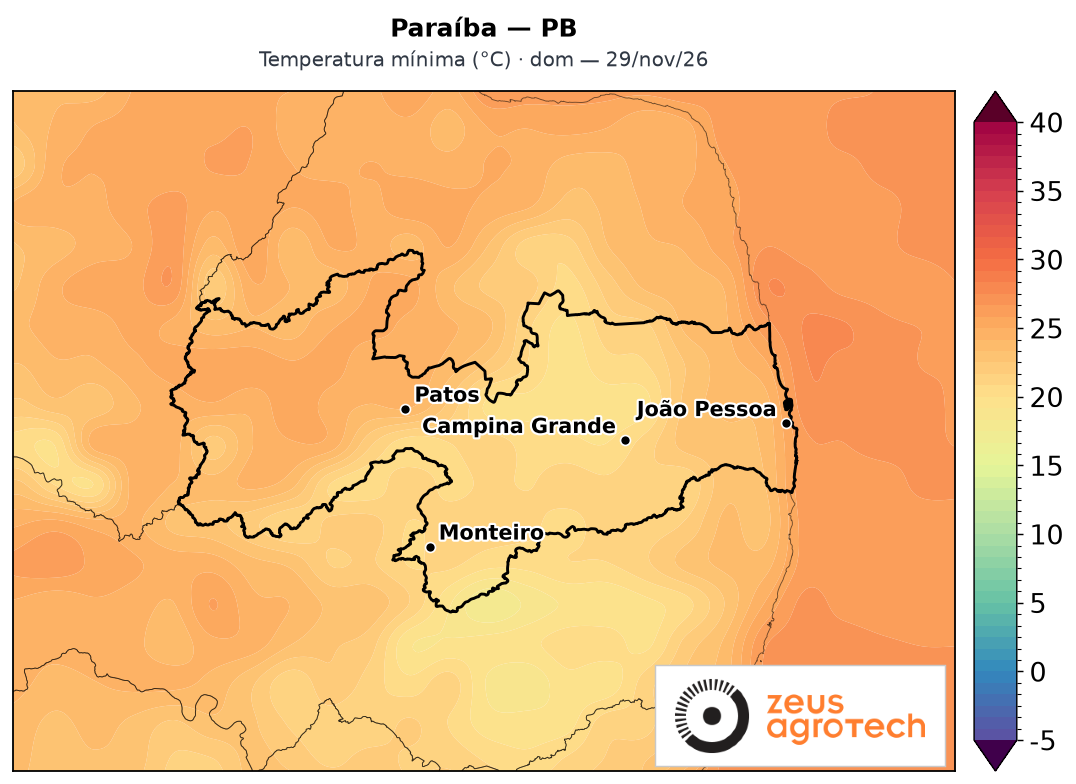 Paraíba — PB
Temperatura mínima (°C) · dom — 29/nov/26
Patos
Campina Grande
João Pessoa
Monteiro
40
35
30
25
20
15
10
5
0
-5
zeus
agrotech